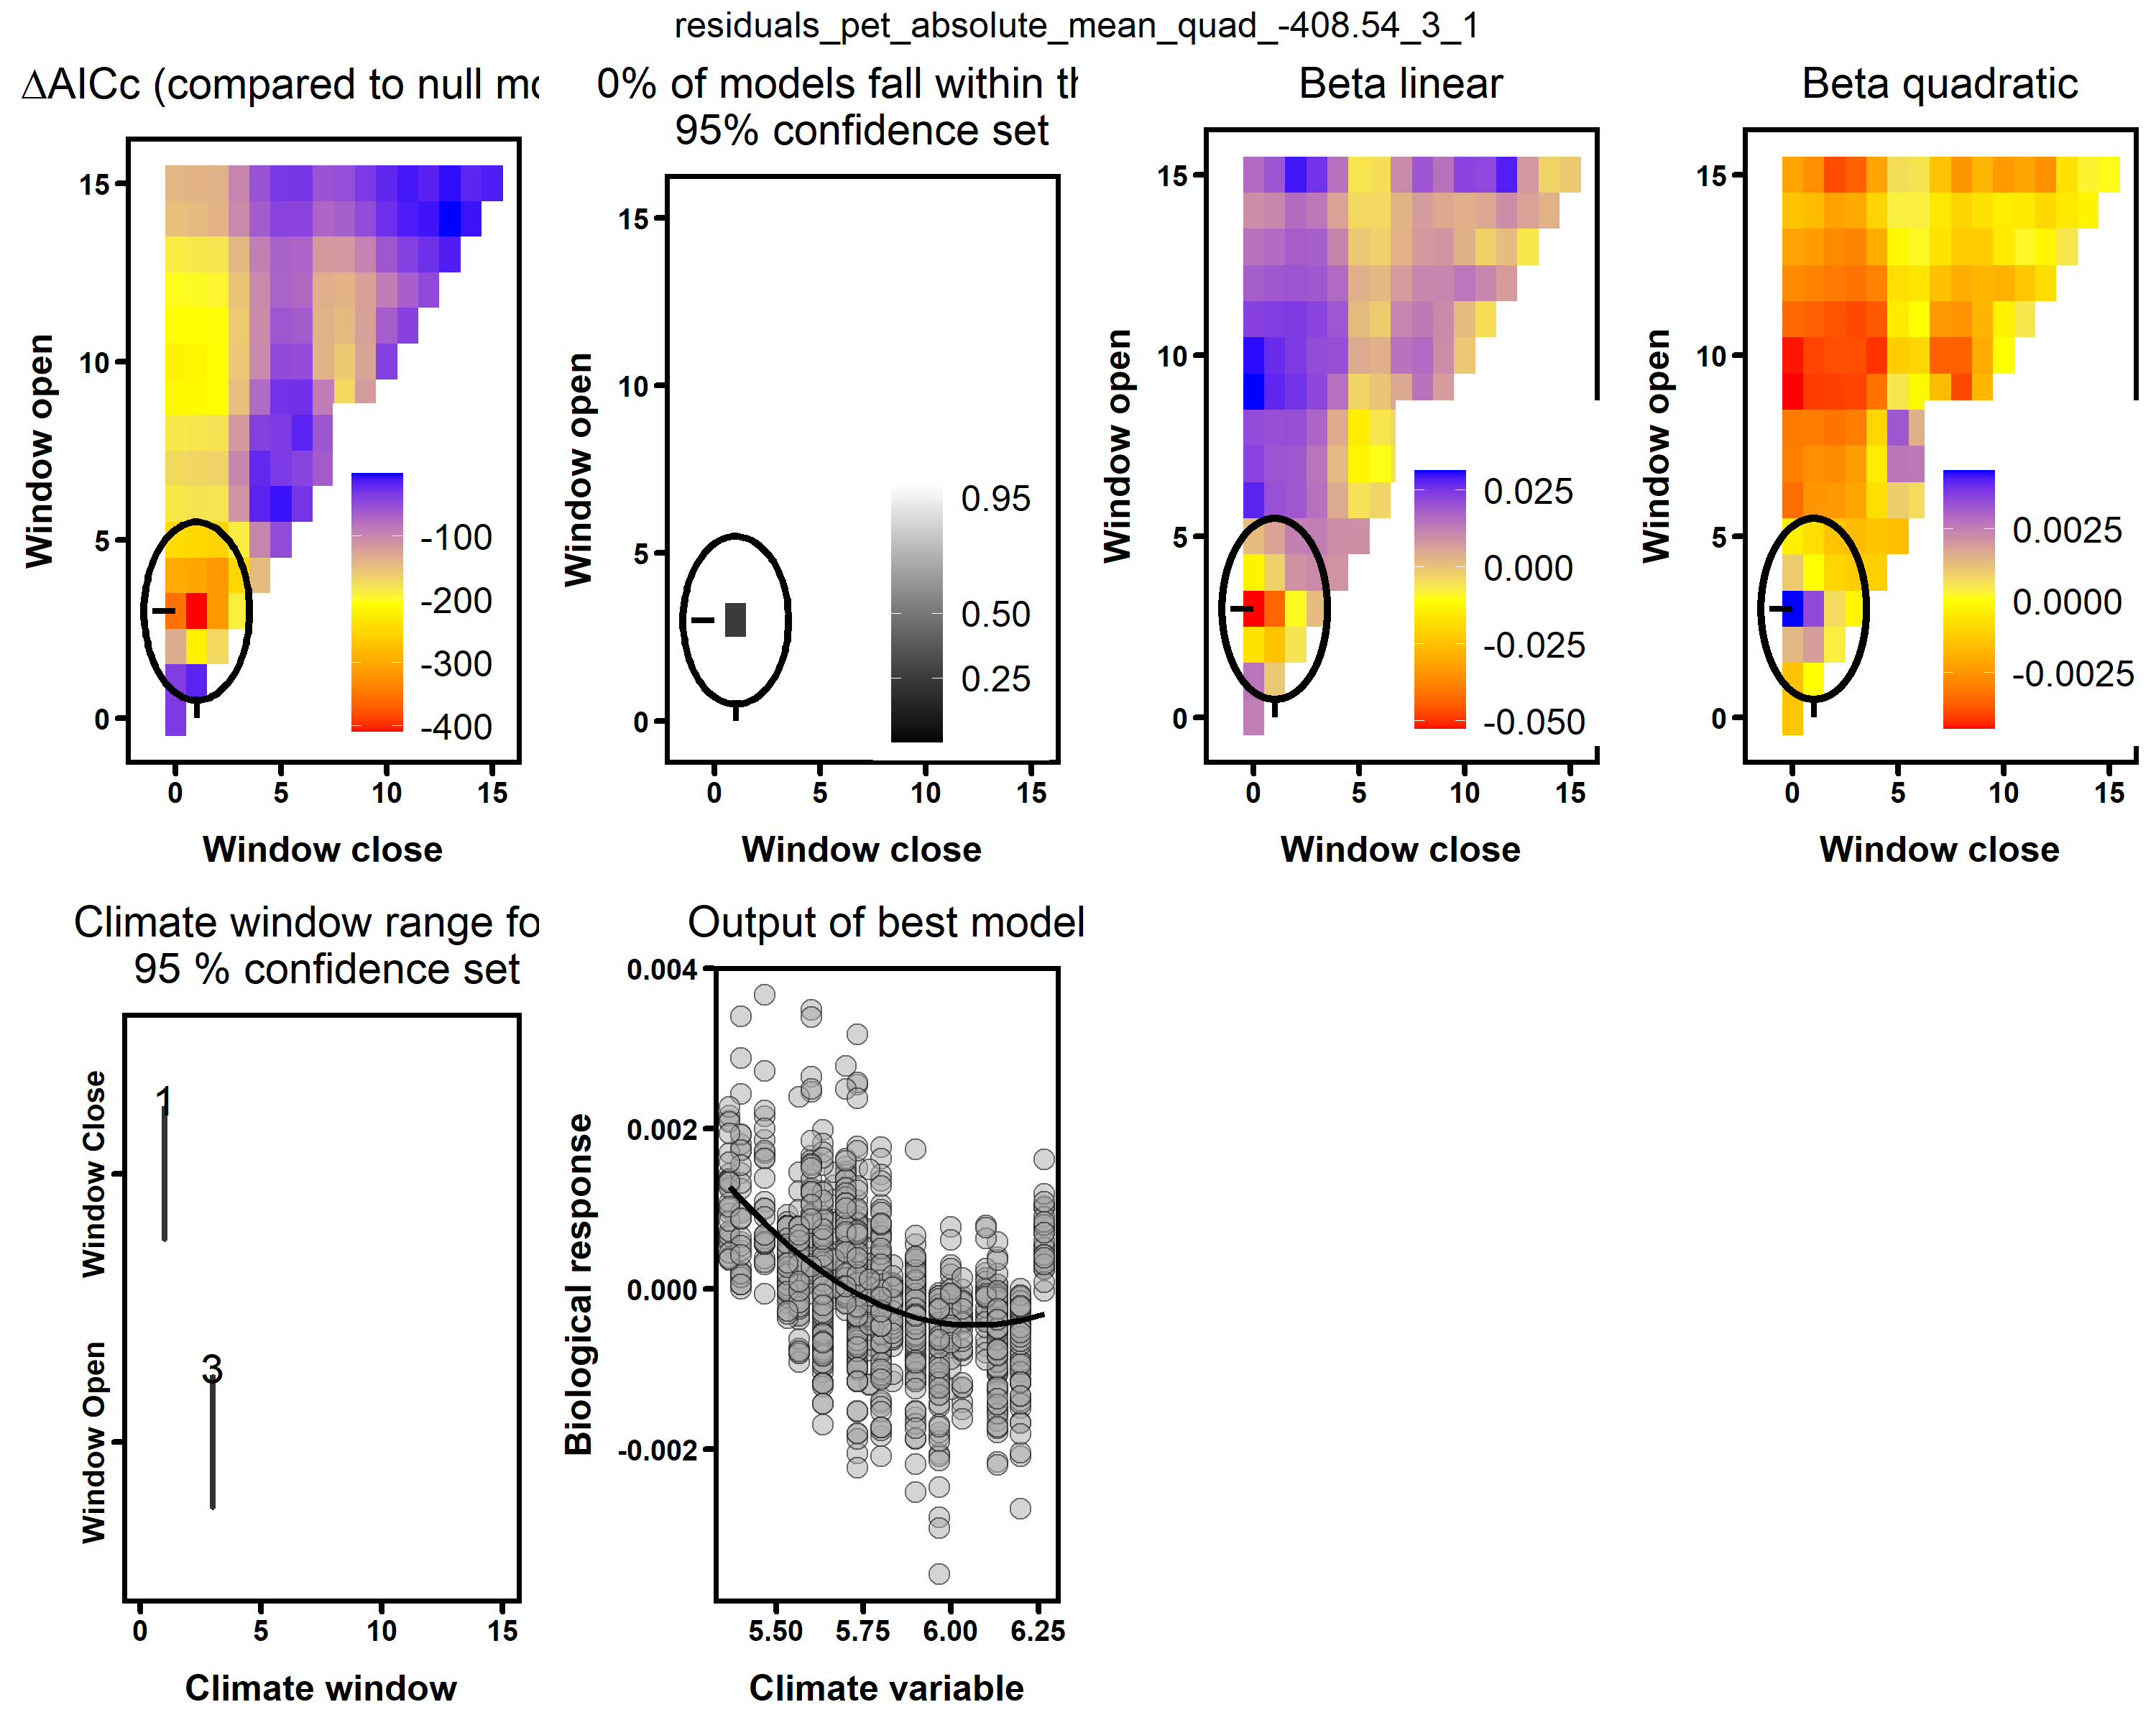 residuals_pet_absolute_mean_quad_-408.54_3_1
ΔAICc (compared to null mo
Window open
15
10
5
0
-100
-200
-300
-400
0 5 10 15
Window close
0% of models fall within th
95% confidence set
Window open
15
10
5
0
0.95
0.50
0.25
0 5 10 15
Window close
Beta linear
Window open
15
10
5
0
0.025
0.000
-0.025
-0.050
0 5 10 15
Window close
Beta quadratic
Window open
15
10
5
0
0.0025
0.0000
-0.0025
0 5 10 15
Window close
Climate window range fo
95 % confidence set
Window Close
Window Open
1
3
0 5 10 15
Climate window
Output of best model
Biological response
0.004
0.002
0.000
-0.002
5.50 5.75 6.00 6.25
Climate variable